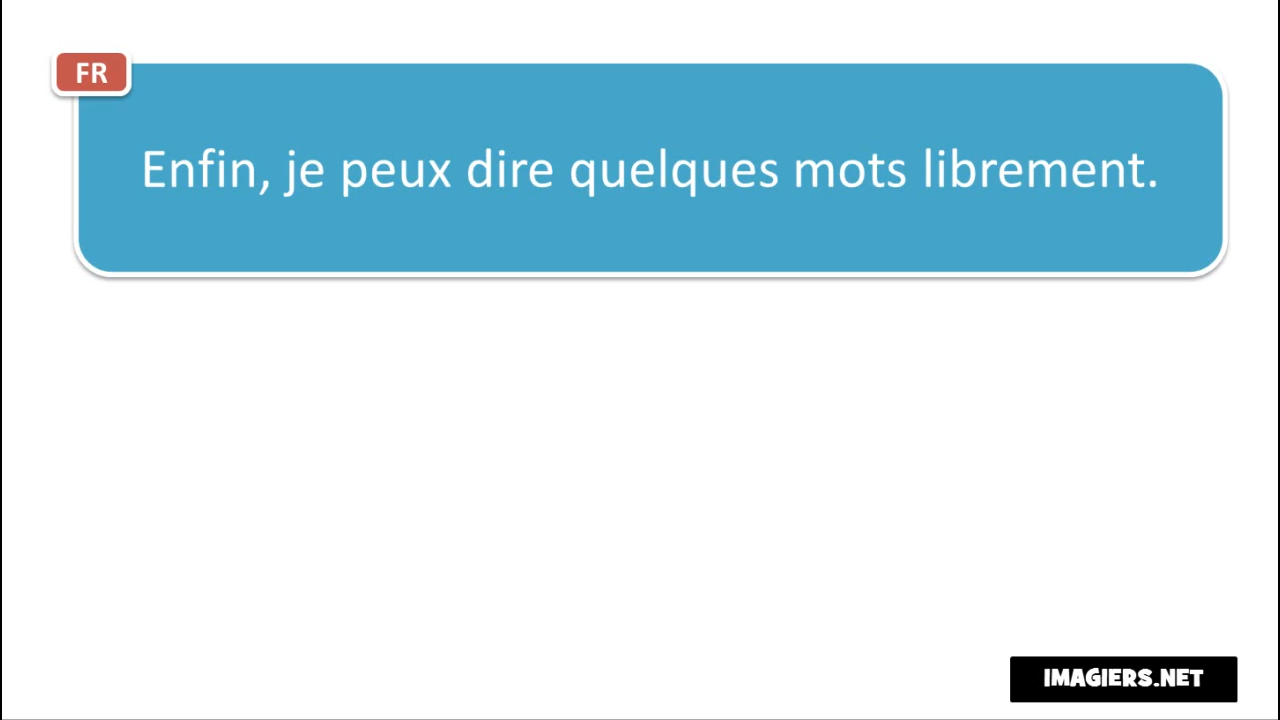 FR
Enfin, je peux dire quelques mots librement.
IMAGIERS.NET